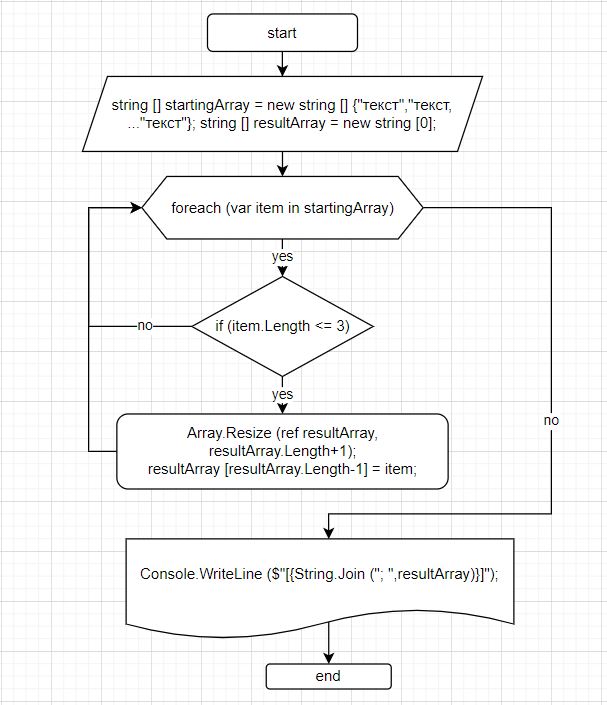 start
string [] startingArray = new string [] {"текст","текст,
..."текст"}; string [] resultArray = new string [0];
foreach (var item in startingArray)
yes
no
if (item.Length <= 3)
yes
Array.Resize (ref resultArray,
resultArray.Length+1);
resultArray [resultArray.Length-1] = item;
no
Console.WriteLine ($"[{String.Join ("; ",resultArray)}]");
end